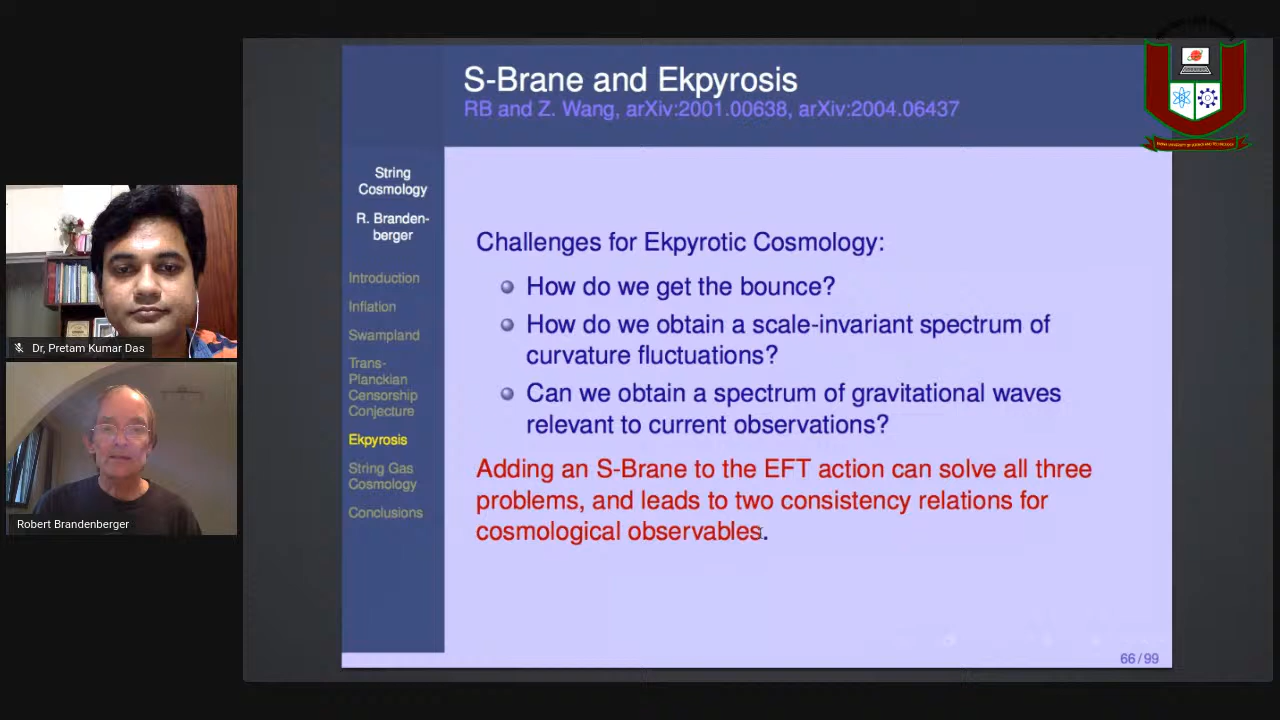 S-Brane and Ekpyrosis
RB and Z. Wang, arXiv:2001.00638, arXiv:2004.06437
String
Cosmology
R. Branden-
berger
Introduction
Inflation
Swampland
Trans-
Planckian
Censorship
Conjecture
Ekpyrosis
String Gas
Cosmology
Conclusions
Challenges for Ekpyrotic Cosmology:
How do we get the bounce?
How do we obtain a scale-invariant spectrum of
curvature fluctuations?
Can we obtain a spectrum of gravitational waves
relevant to current observations?
Adding an S-Brane to the EFT action can solve all three
problems, and leads to two consistency relations for
cosmological observables.
66/99
Dr, Pretam Kumar Das
Robert Brandenberger